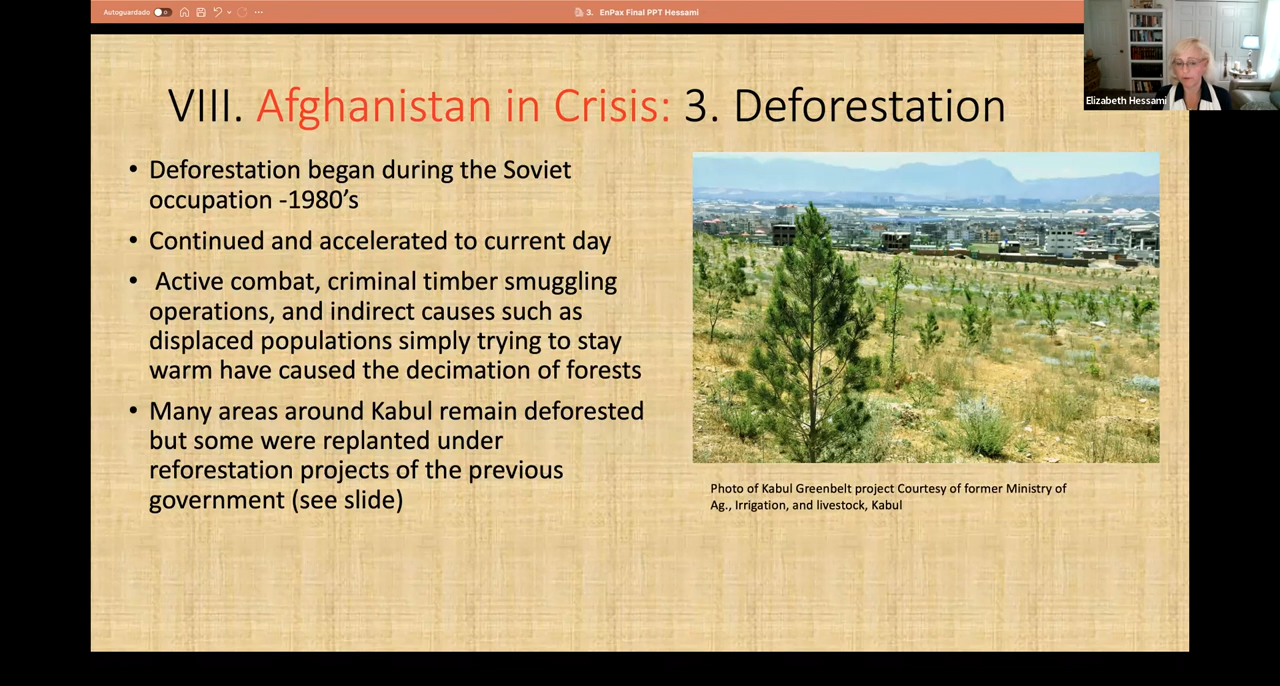 Autoguardado
3. EnPax Final PPT Hessami
Elizabeth Hessami
VIII. Afghanistan in Crisis: 3. Deforestation
• Deforestation began during the Soviet
occupation -1980’s
• Continued and accelerated to current day
• Active combat, criminal timber smuggling
operations, and indirect causes such as
displaced populations simply trying to stay
warm have caused the decimation of forests
• Many areas around Kabul remain deforested
but some were replanted under
reforestation projects of the previous
government (see slide)
Photo of Kabul Greenbelt project Courtesy of former Ministry of
Ag., Irrigation, and livestock, Kabul